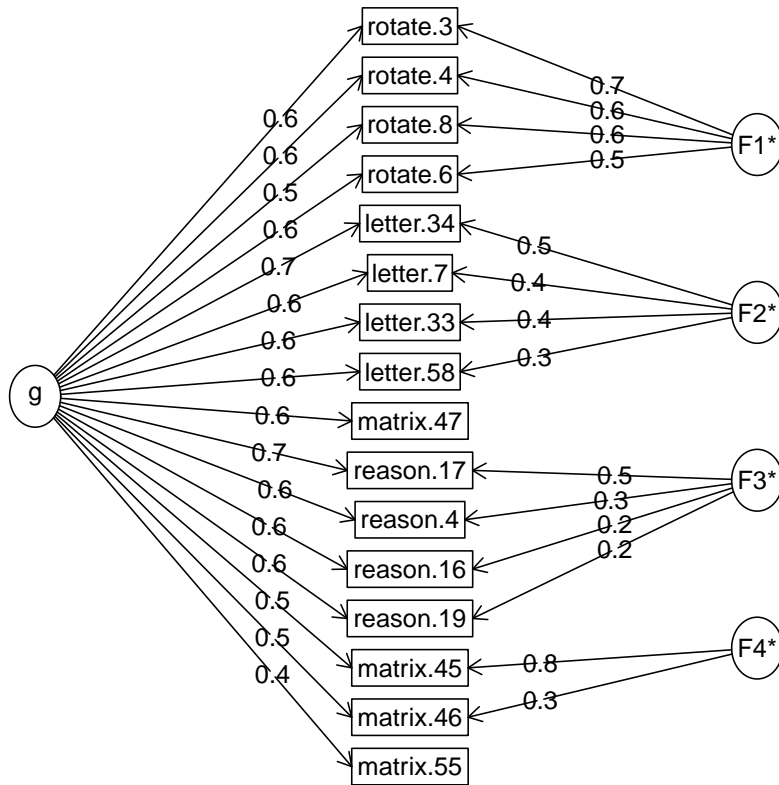 rotate.3
rotate.4
rotate.8
rotate.6
letter.34
letter.7
letter.33
letter.58
matrix.47
reason.17
reason.4
reason.16
reason.19
matrix.45
matrix.46
matrix.55
g
0.6
0.6
0.5
0.6
0.7
0.6
0.6
0.6
0.6
0.7
0.6
0.6
0.6
0.5
0.5
0.4
0.7
0.6
0.6
0.5
0.5
0.4
0.4
0.3
0.5
0.3
0.2
0.2
0.8
0.3
F1*
F2*
F3*
F4*